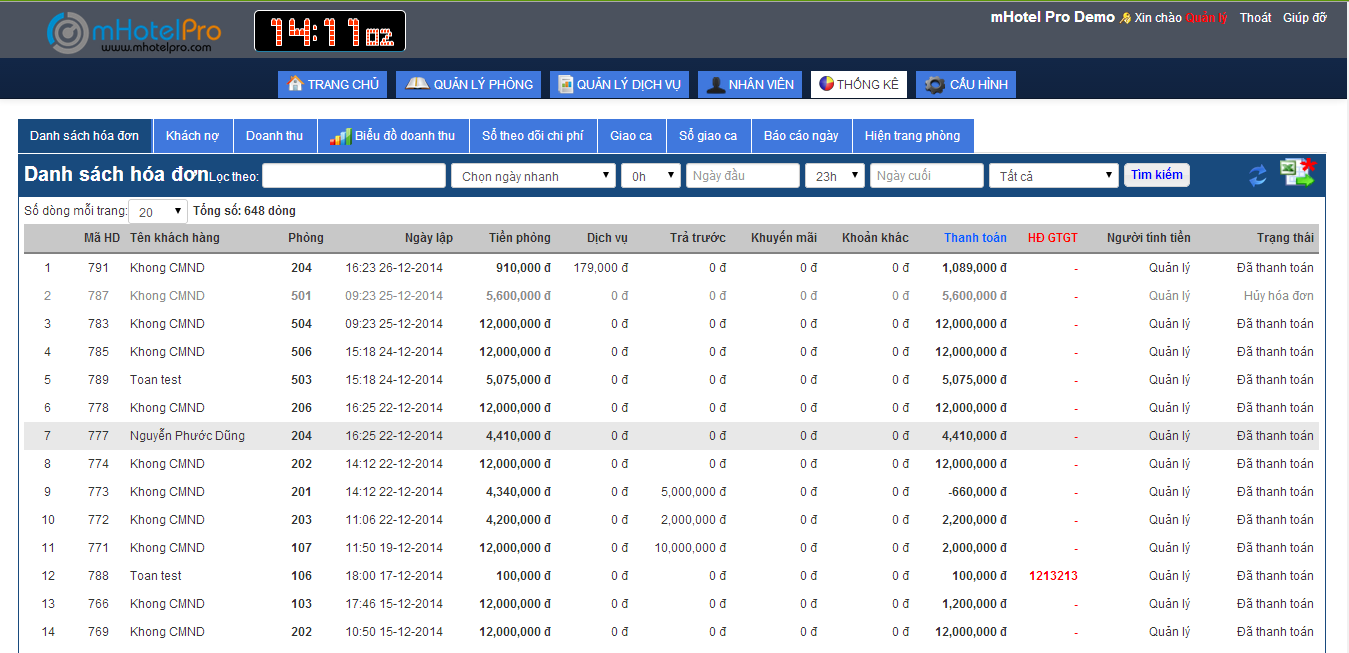 mHotelPro
www.mhotelpro.com
14:11 02
mHotel Pro Demo Xin chào Quản lý Thoát Giúp đỡ
TRANG CHỦ QUẢN LÝ PHÒNG QUẢN LÝ DỊCH VỤ NHÂN VIÊN THỐNG KÊ CẤU HÌNH
Danh sách hóa đơn Khách nợ Doanh thu Biểu đồ doanh thu Sổ theo dõi chi phí Giao ca Sổ giao ca Báo cáo ngày Hiện trang phòng
Danh sách hóa đơn Lọc theo: Chọn ngày nhanh 0h Ngày đầu 23h Ngày cuối Tất cả Tìm kiếm
Số dòng mỗi trang: 20 Tổng số: 648 dòng
Mã HD Tên khách hàng Phòng Ngày lập Tiền phòng Dịch vụ Trả trước Khuyến mãi Khoản khác Thanh toán HĐ GTGT Người tính tiền Trạng thái
1 791 Khong CMND 204 16:23 26-12-2014 910,000 đ 179,000 đ 0 đ 0 đ 0 đ 1,089,000 đ - Quản lý Đã thanh toán
2 787 Khong CMND 501 09:23 25-12-2014 5,600,000 đ 0 đ 0 đ 0 đ 0 đ 5,600,000 đ - Quản lý Hủy hóa đơn
3 783 Khong CMND 504 09:23 25-12-2014 12,000,000 đ 0 đ 0 đ 0 đ 0 đ 12,000,000 đ - Quản lý Đã thanh toán
4 785 Khong CMND 506 15:18 24-12-2014 12,000,000 đ 0 đ 0 đ 0 đ 0 đ 12,000,000 đ - Quản lý Đã thanh toán
5 789 Toan test 503 15:18 24-12-2014 5,075,000 đ 0 đ 0 đ 0 đ 0 đ 5,075,000 đ - Quản lý Đã thanh toán
6 778 Khong CMND 206 16:25 22-12-2014 12,000,000 đ 0 đ 0 đ 0 đ 0 đ 12,000,000 đ - Quản lý Đã thanh toán
7 777 Nguyễn Phước Dũng 204 16:25 22-12-2014 4,410,000 đ 0 đ 0 đ 0 đ 0 đ 4,410,000 đ - Quản lý Đã thanh toán
8 774 Khong CMND 202 14:12 22-12-2014 12,000,000 đ 0 đ 0 đ 0 đ 0 đ 12,000,000 đ - Quản lý Đã thanh toán
9 773 Khong CMND 201 14:12 22-12-2014 4,340,000 đ 0 đ 5,000,000 đ 0 đ 0 đ -660,000 đ - Quản lý Đã thanh toán
10 772 Khong CMND 203 11:06 22-12-2014 4,200,000 đ 0 đ 2,000,000 đ 0 đ 0 đ 2,200,000 đ - Quản lý Đã thanh toán
11 771 Khong CMND 107 11:50 19-12-2014 12,000,000 đ 0 đ 10,000,000 đ 0 đ 0 đ 2,000,000 đ - Quản lý Đã thanh toán
12 788 Toan test 106 18:00 17-12-2014 100,000 đ 0 đ 0 đ 0 đ 0 đ 100,000 đ 1213213 Quản lý Đã thanh toán
13 766 Khong CMND 103 17:46 15-12-2014 12,000,000 đ 0 đ 0 đ 0 đ 0 đ 1,200,000 đ - Quản lý Đã thanh toán
14 769 Khong CMND 202 10:50 15-12-2014 12,000,000 đ 0 đ 0 đ 0 đ 0 đ 12,000,000 đ - Quản lý Đã thanh toán